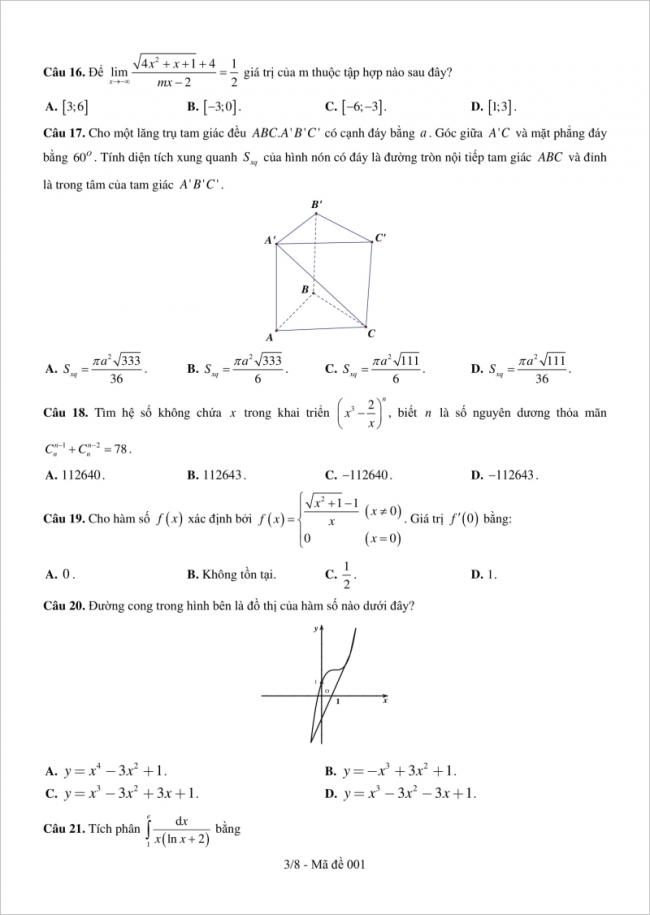 Câu 16. Để lim x→-∞ (√(4x² + x + 1) + 4)/(mx − 2) = 1/2 giá trị của m thuộc tập hợp nào sau đây?
A. [3;6] B. [−3;0]. C. [−6;−3]. D. [1;3].
Câu 17. Cho một lăng trụ tam giác đều ABC.A'B'C' có cạnh đáy bằng a. Góc giữa A'C và mặt phẳng đáy
bằng 60°. Tính diện tích xung quanh S_xq của hình nón có đáy là đường tròn nội tiếp tam giác ABC và đỉnh
là trong tâm của tam giác A'B'C'.
B'
A' C'
B
A C
A. S_xq = πa²√333/36. B. S_xq = πa²√333/6. C. S_xq = πa²√111/6. D. S_xq = πa²√111/36.
Câu 18. Tìm hệ số không chứa x trong khai triển (x³ − 2/x)ⁿ, biết n là số nguyên dương thỏa mãn
C_n^{n−1} + C_n^{n−2} = 78.
A. 112640. B. 112643. C. −112640. D. −112643.
Câu 19. Cho hàm số f(x) xác định bởi f(x) = { (√(x² + 1) − 1)/x (x ≠ 0) ; 0 (x = 0). Giá trị f'(0) bằng:
A. 0. B. Không tồn tại. C. 1/2. D. 1.
Câu 20. Đường cong trong hình bên là đồ thị của hàm số nào dưới đây?
y
1
O
1 x
A. y = x⁴ − 3x² + 1. B. y = −x³ + 3x² + 1.
C. y = x³ − 3x² + 3x + 1. D. y = x³ − 3x² − 3x + 1.
Câu 21. Tích phân ∫₁ᵉ dx/(x(ln x + 2)) bằng
3/8 - Mã đề 001